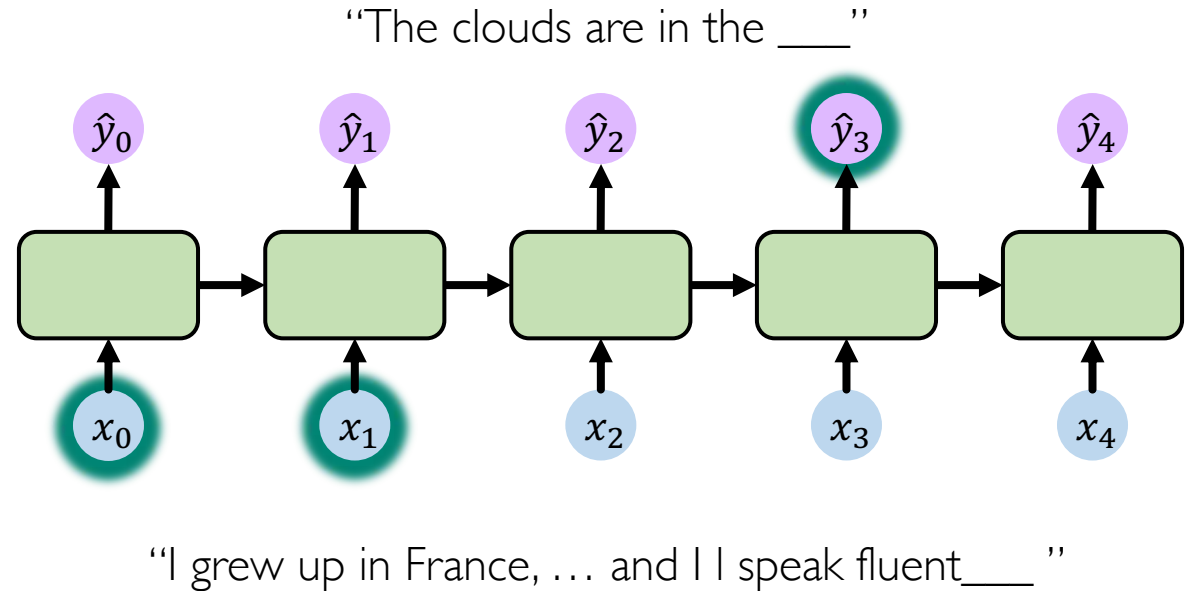 “The clouds are in the ___”
ŷ₀ ŷ₁ ŷ₂ ŷ₃ ŷ₄
x₀ x₁ x₂ x₃ x₄
“I grew up in France, … and I I speak fluent___ ”